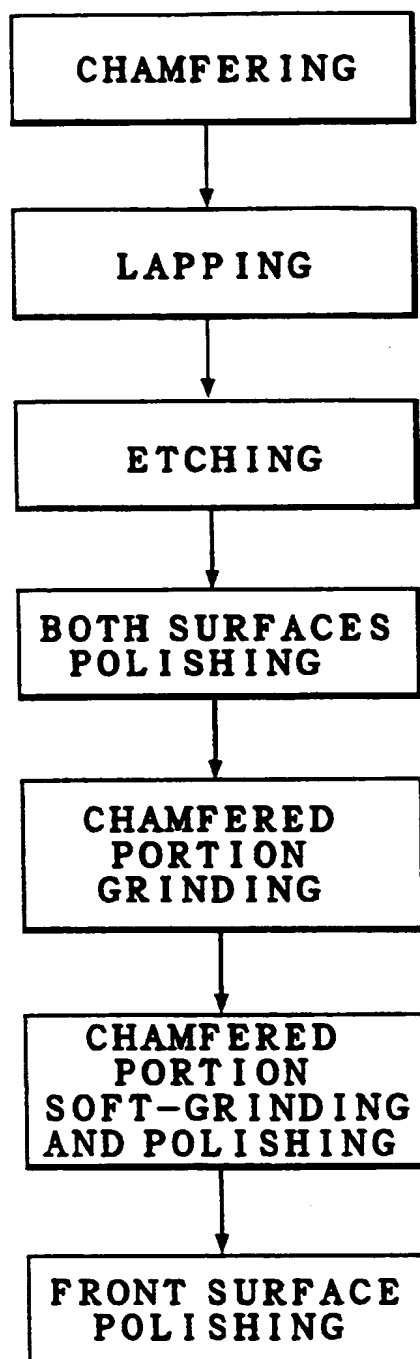 CHAMFERING
LAPPING
ETCHING
BOTH SURFACES
POLISHING
CHAMFERED
PORTION
GRINDING
CHAMFERED
PORTION
SOFT-GRINDING
AND POLISHING
FRONT SURFACE
POLISHING